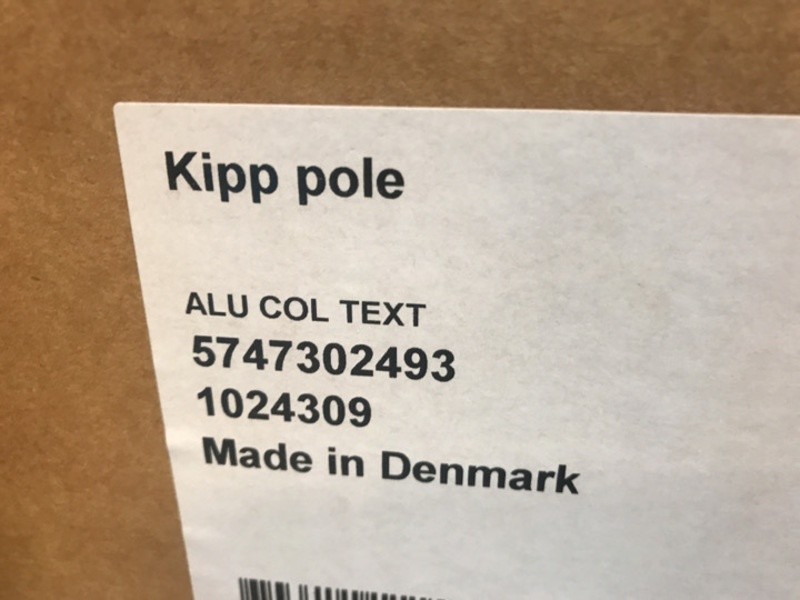 Kipp pole
ALU COL TEXT
5747302493
1024309
Made in Denmark